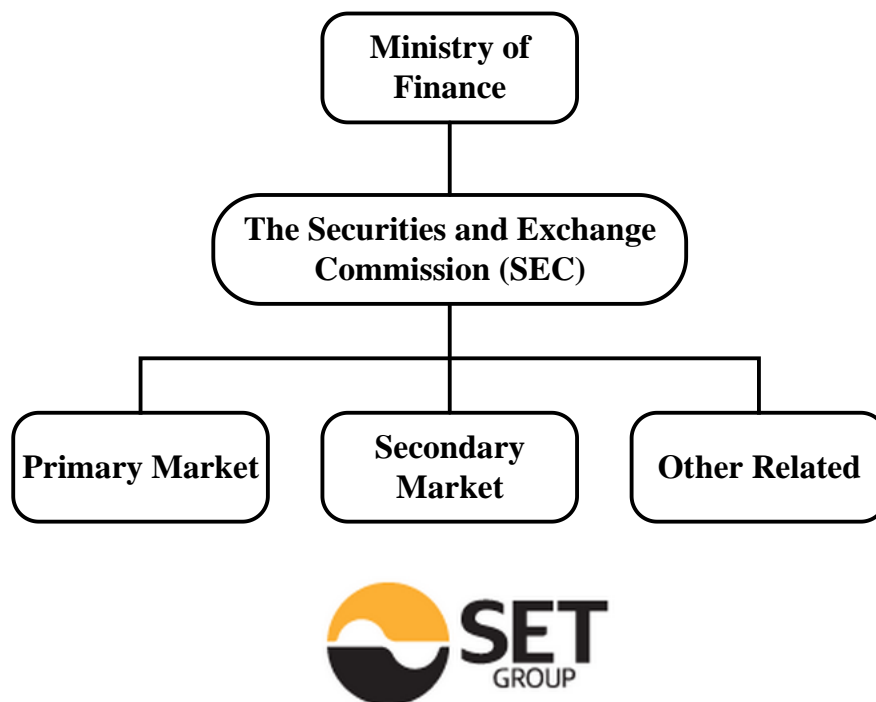 Ministry of
Finance
The Securities and Exchange
Commission (SEC)
Primary Market
Secondary
Market
Other Related
SET
GROUP